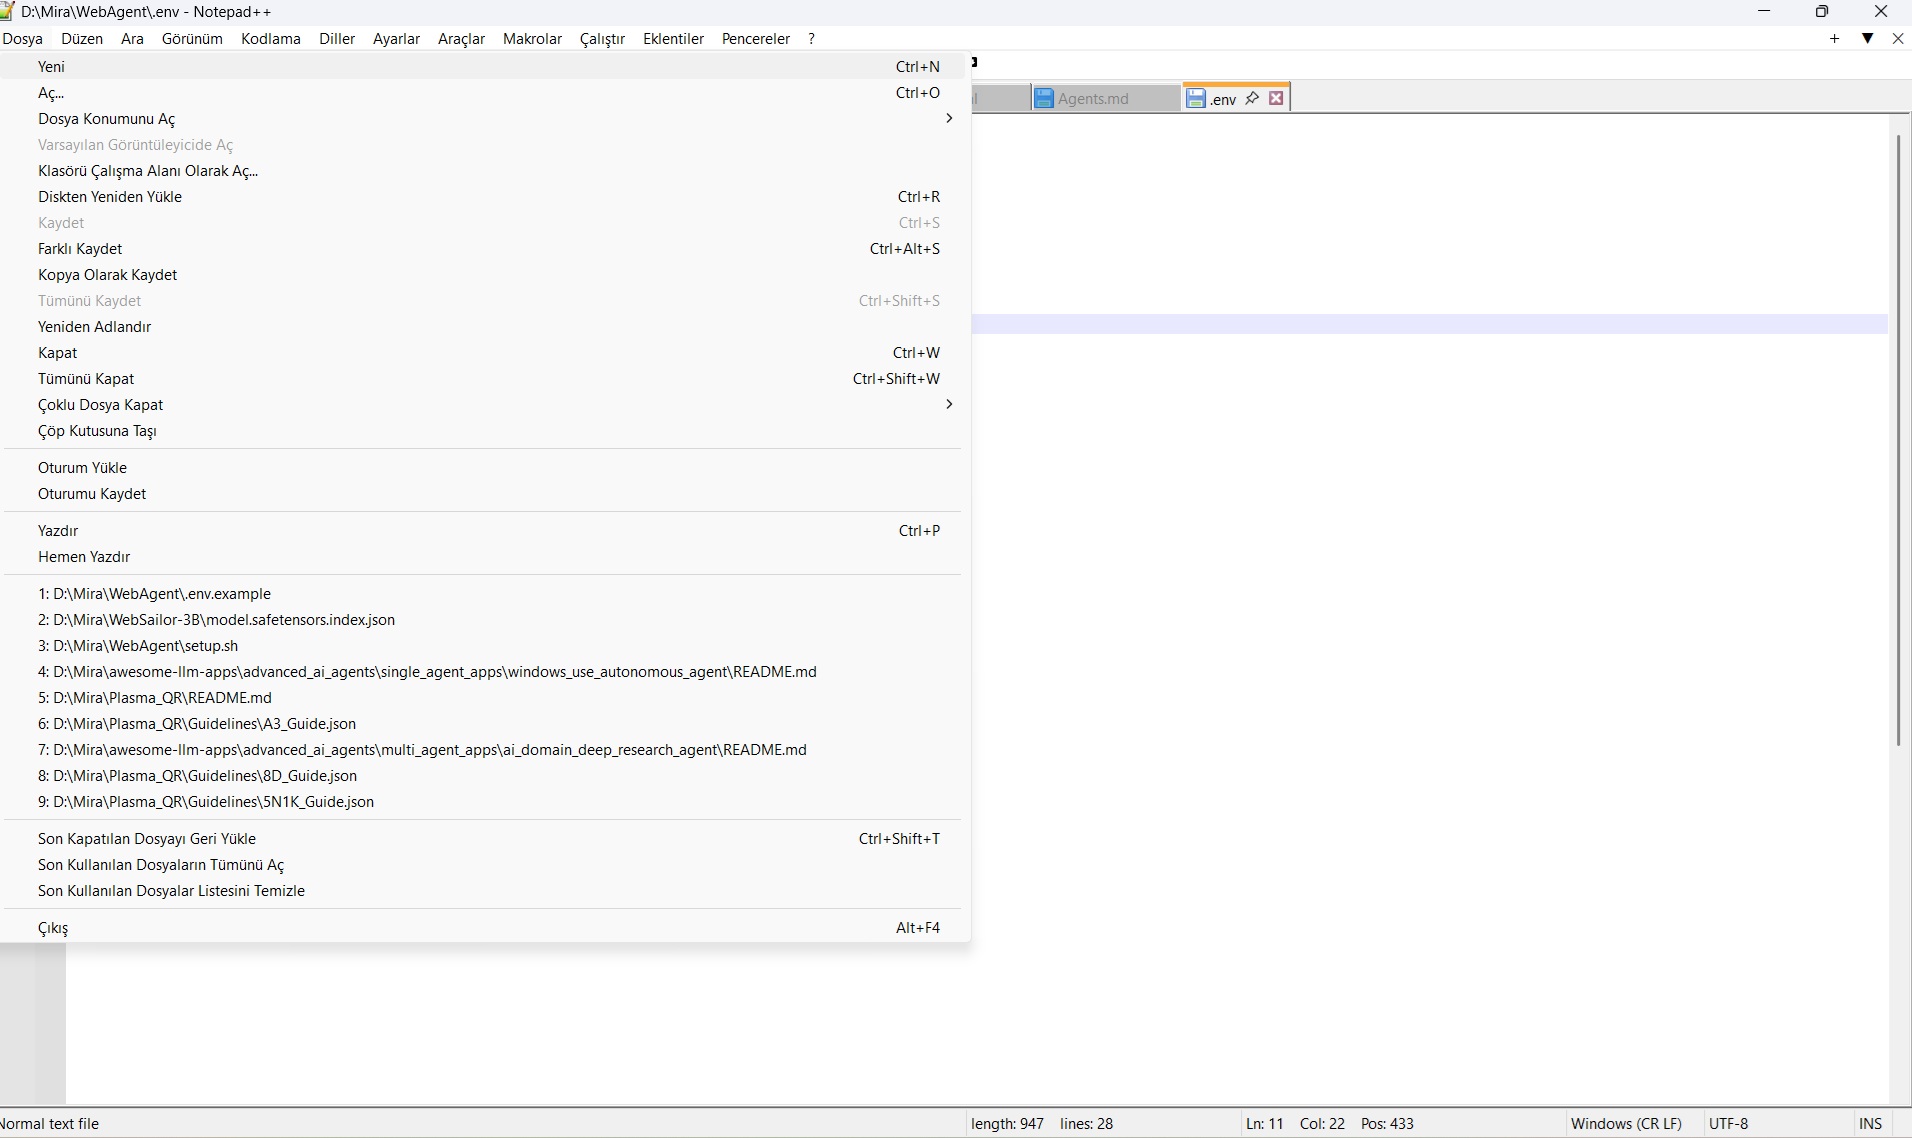 D:\Mira\WebAgent\.env - Notepad++
Dosya Düzen Ara Görünüm Kodlama Diller Ayarlar Araçlar Makrolar Çalıştır Eklentiler Pencereler ?
Yeni Ctrl+N
Aç... Ctrl+O
Agents.md .env
Dosya Konumunu Aç
Varsayılan Görüntüleyicide Aç
Klasörü Çalışma Alanı Olarak Aç...
Diskten Yeniden Yükle Ctrl+R
Kaydet Ctrl+S
Farklı Kaydet Ctrl+Alt+S
Kopya Olarak Kaydet
Tümünü Kaydet Ctrl+Shift+S
Yeniden Adlandır
Kapat Ctrl+W
Tümünü Kapat Ctrl+Shift+W
Çoklu Dosya Kapat
Çöp Kutusuna Taşı
Oturum Yükle
Oturumu Kaydet
Yazdır Ctrl+P
Hemen Yazdır
1: D:\Mira\WebAgent\.env.example
2: D:\Mira\WebSailor-3B\model.safetensors.index.json
3: D:\Mira\WebAgent\setup.sh
4: D:\Mira\awesome-llm-apps\advanced_ai_agents\single_agent_apps\windows_use_autonomous_agent\README.md
5: D:\Mira\Plasma_QR\README.md
6: D:\Mira\Plasma_QR\Guidelines\A3_Guide.json
7: D:\Mira\awesome-llm-apps\advanced_ai_agents\multi_agent_apps\ai_domain_deep_research_agent\README.md
8: D:\Mira\Plasma_QR\Guidelines\8D_Guide.json
9: D:\Mira\Plasma_QR\Guidelines\5N1K_Guide.json
Son Kapatılan Dosyayı Geri Yükle Ctrl+Shift+T
Son Kullanılan Dosyaların Tümünü Aç
Son Kullanılan Dosyalar Listesini Temizle
Çıkış Alt+F4
Normal text file length: 947 lines: 28 Ln: 11 Col: 22 Pos: 433 Windows (CR LF) UTF-8 INS